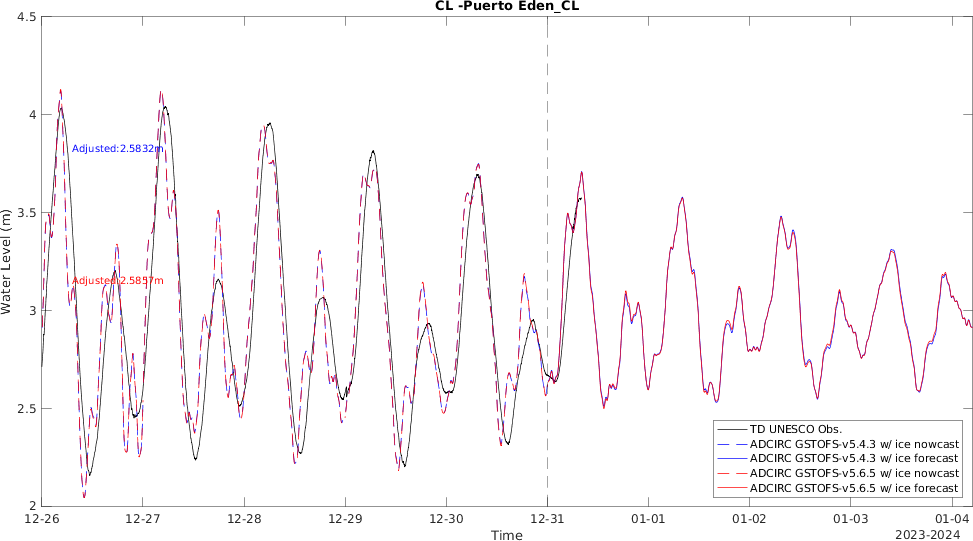 CL -Puerto Eden_CL
4.5
4
3.5
3
2.5
2
Water Level (m)
Adjusted:2.5832m
Adjusted:2.5857m
TD UNESCO Obs.
ADCIRC GSTOFS-v5.4.3 w/ ice nowcast
ADCIRC GSTOFS-v5.4.3 w/ ice forecast
ADCIRC GSTOFS-v5.6.5 w/ ice nowcast
ADCIRC GSTOFS-v5.6.5 w/ ice forecast
12-26 12-27 12-28 12-29 12-30 12-31 01-01 01-02 01-03 01-04
Time
2023-2024